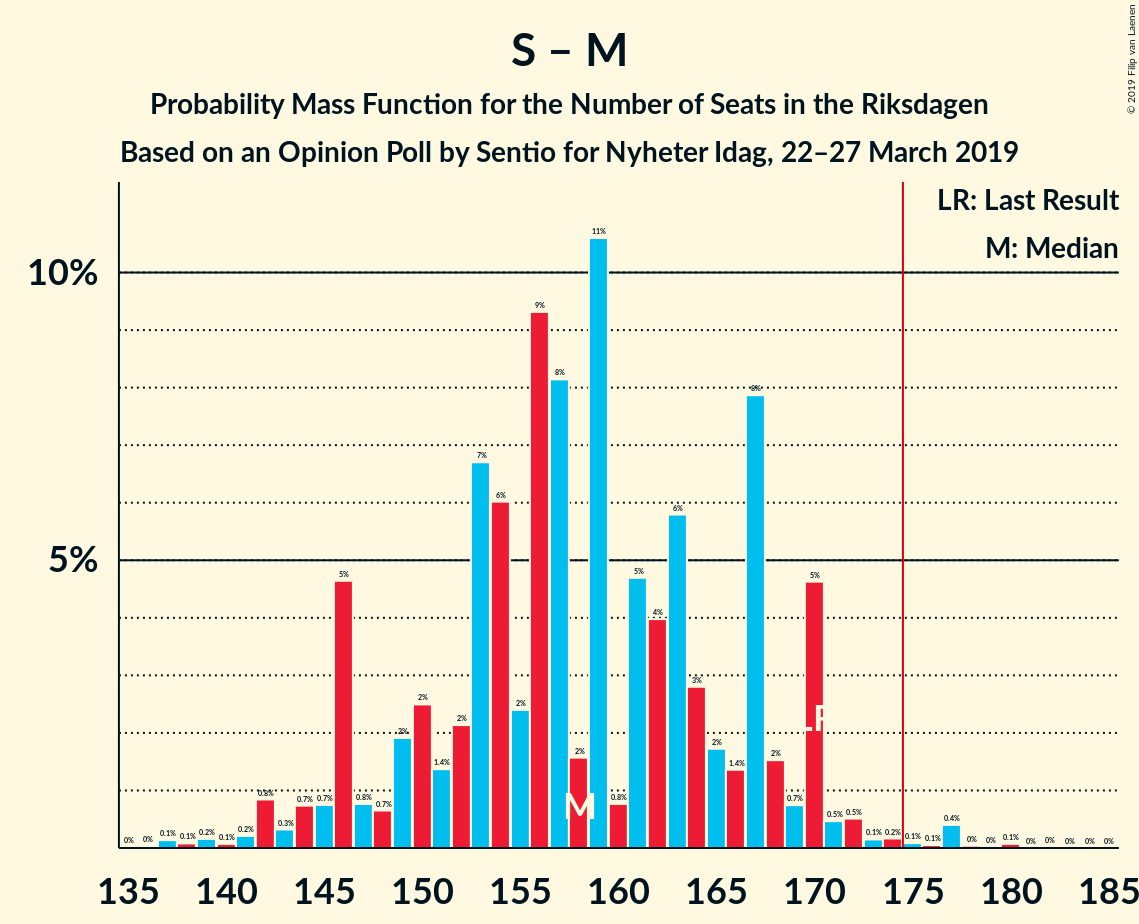 © 2019 Filip van Laenen
S – M
Probability Mass Function for the Number of Seats in the Riksdagen
Based on an Opinion Poll by Sentio for Nyheter Idag, 22–27 March 2019
LR: Last Result
M: Median
10%
5%
0% 0% 0.1% 0.1% 0.2% 0.1% 0.2% 0.8% 0.3% 0.7% 0.7% 5% 0.8% 0.7% 2% 2% 1.4% 2% 7% 6% 2% 9% 8% 2% 11% 0.8% 5% 4% 6% 3% 2% 1.4% 8% 2% 0.7% 5% 0.5% 0.5% 0.1% 0.2% 0.1% 0.1% 0.4% 0% 0% 0.1% 0% 0% 0% 0% 0%
LR
M
135 140 145 150 155 160 165 170 175 180 185